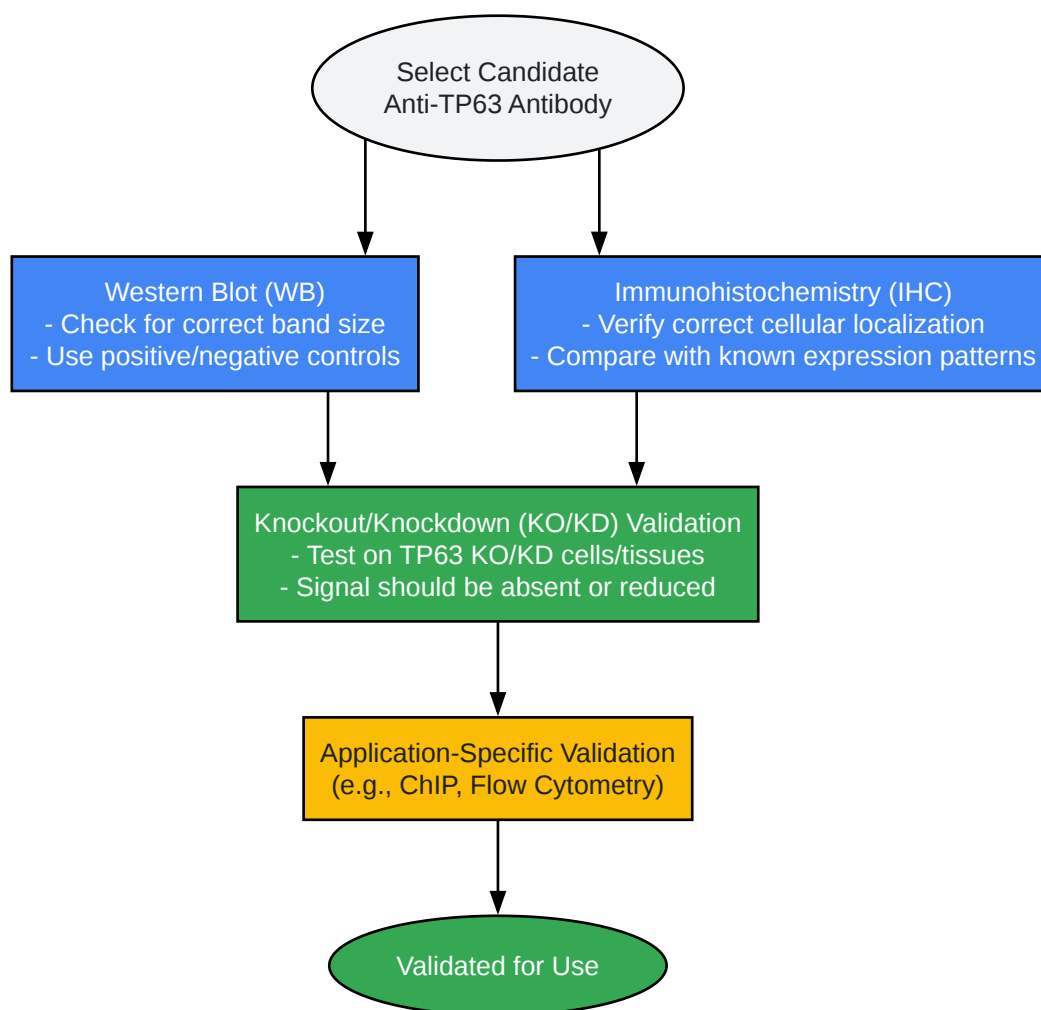 Select Candidate
Anti-TP63 Antibody
Western Blot (WB)
- Check for correct band size
- Use positive/negative controls
Immunohistochemistry (IHC)
- Verify correct cellular localization
- Compare with known expression patterns
Knockout/Knockdown (KO/KD) Validation
- Test on TP63 KO/KD cells/tissues
- Signal should be absent or reduced
Application-Specific Validation
(e.g., ChIP, Flow Cytometry)
Validated for Use